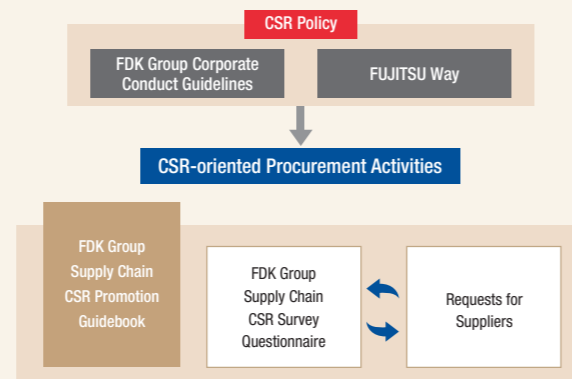 CSR Policy
FDK Group Corporate
Conduct Guidelines
FUJITSU Way
CSR-oriented Procurement Activities
FDK Group
Supply Chain
CSR Promotion
Guidebook
FDK Group
Supply Chain
CSR Survey
Questionnaire
Requests for
Suppliers